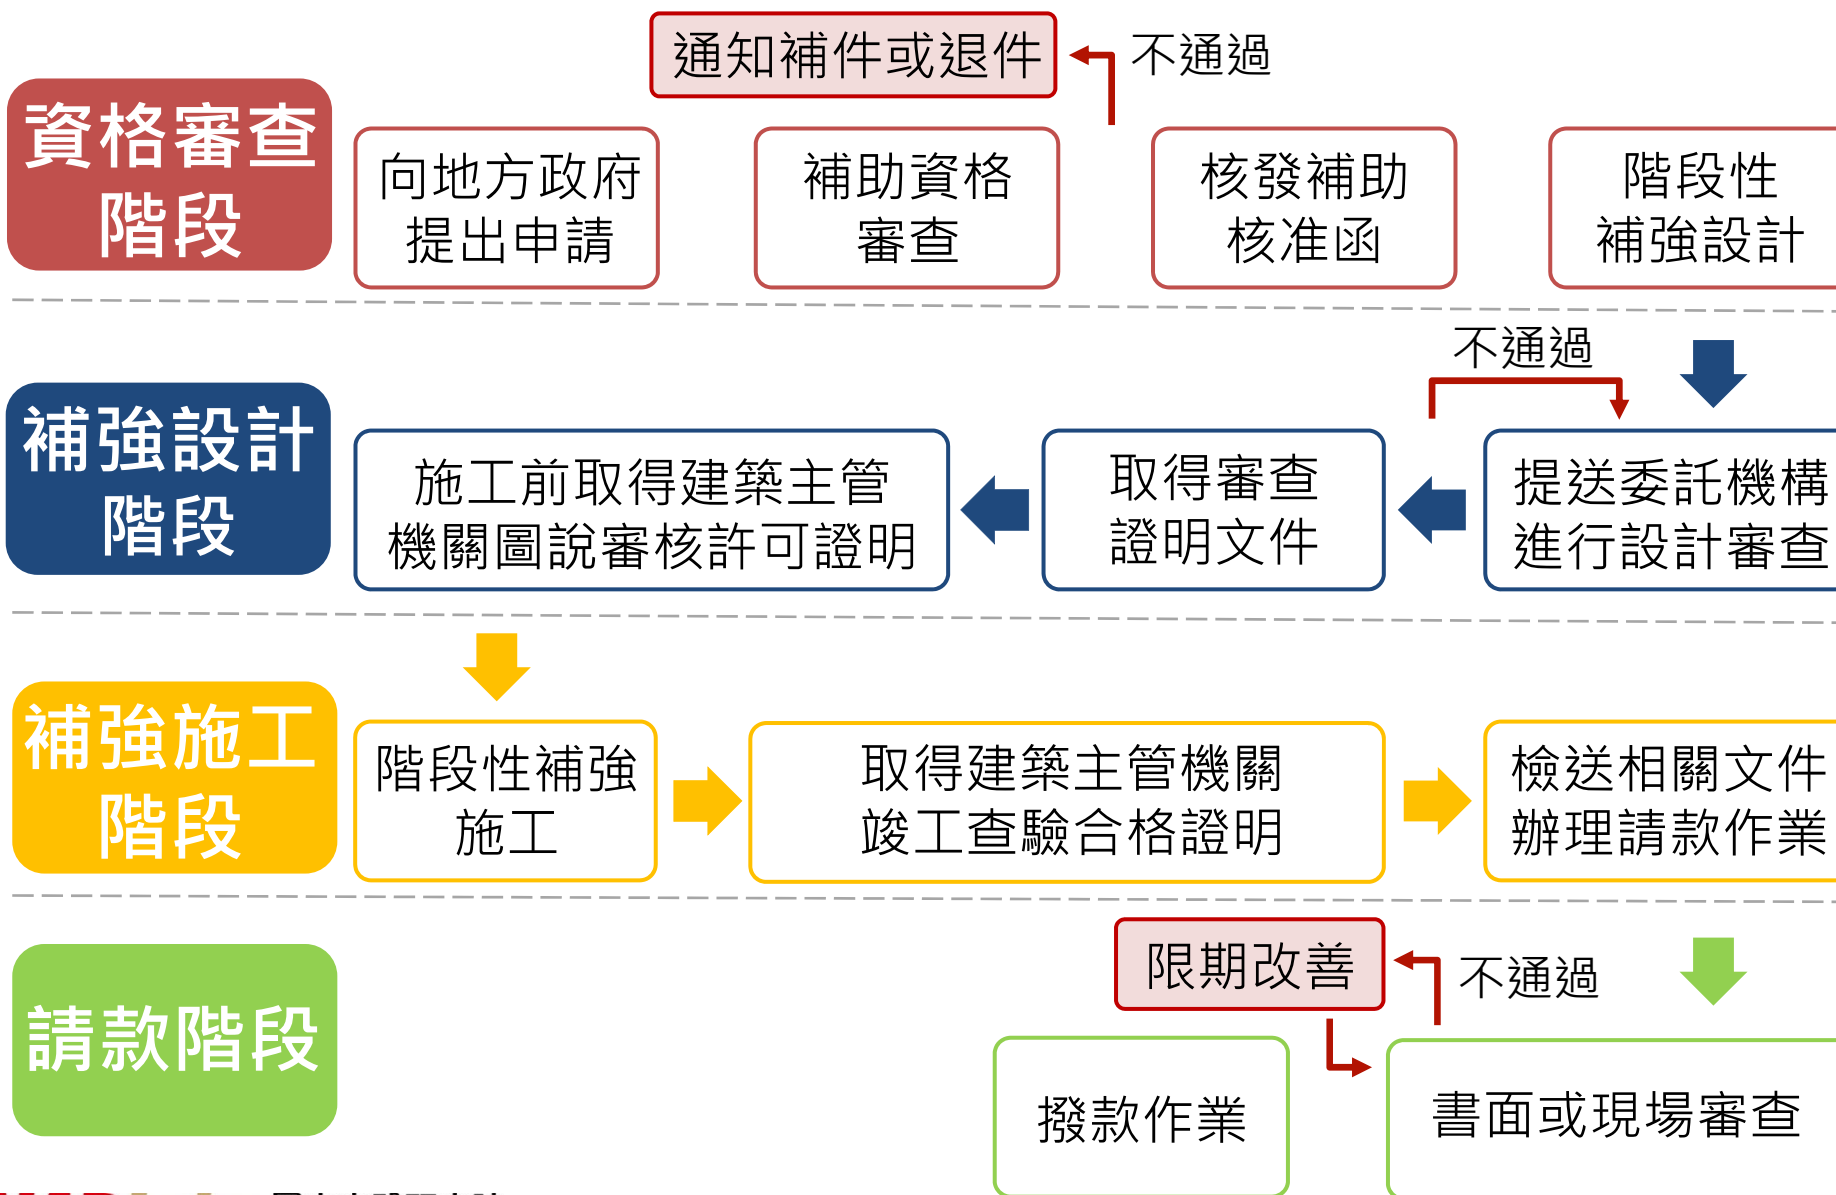 通知補件或退件
不通過
資格審查
階段
向地方政府
提出申請
補助資格
審查
核發補助
核准函
階段性
補強設計
不通過
補強設計
階段
施工前取得建築主管
機關圖說審核許可證明
取得審查
證明文件
提送委託機構
進行設計審查
補強施工
階段
階段性補強
施工
取得建築主管機關
竣工查驗合格證明
檢送相關文件
辦理請款作業
限期改善
不通過
請款階段
撥款作業
書面或現場審查